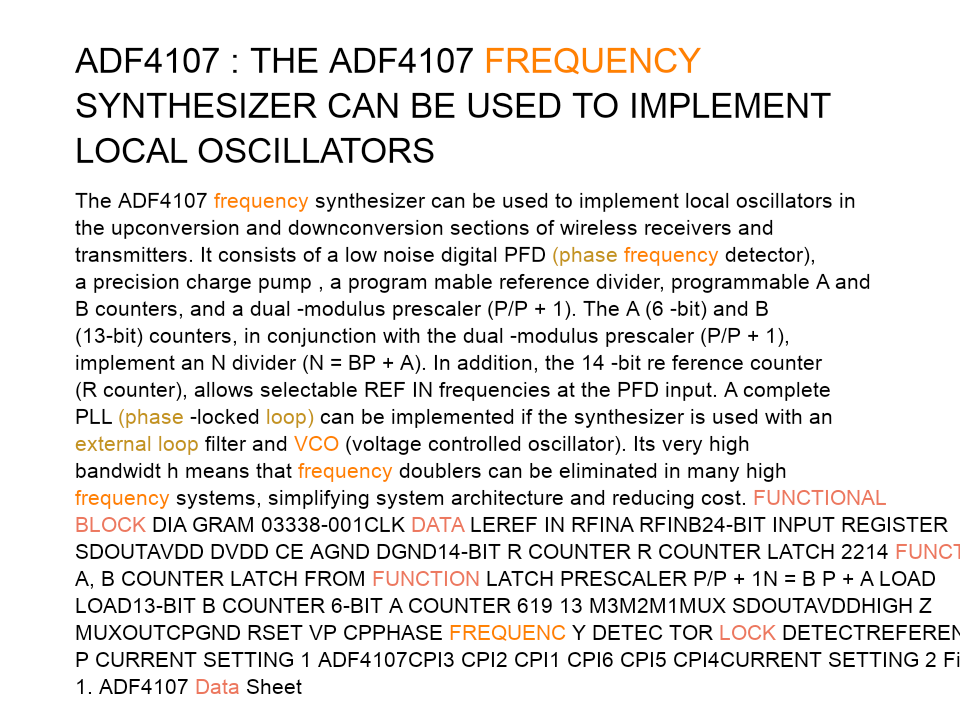 ADF4107 : THE ADF4107 FREQUENCY
SYNTHESIZER CAN BE USED TO IMPLEMENT
LOCAL OSCILLATORS
The ADF4107 frequency synthesizer can be used to implement local oscillators in
the upconversion and downconversion sections of wireless receivers and
transmitters. It consists of a low noise digital PFD (phase frequency detector),
a precision charge pump , a program mable reference divider, programmable A and
B counters, and a dual -modulus prescaler (P/P + 1). The A (6 -bit) and B
(13-bit) counters, in conjunction with the dual -modulus prescaler (P/P + 1),
implement an N divider (N = BP + A). In addition, the 14 -bit re ference counter
(R counter), allows selectable REF IN frequencies at the PFD input. A complete
PLL (phase -locked loop) can be implemented if the synthesizer is used with an
external loop filter and VCO (voltage controlled oscillator). Its very high
bandwidt h means that frequency doublers can be eliminated in many high
frequency systems, simplifying system architecture and reducing cost. FUNCTIONAL
BLOCK DIA GRAM 03338-001CLK DATA LEREF IN RFINA RFINB24-BIT INPUT REGISTER
SDOUTAVDD DVDD CE AGND DGND14-BIT R COUNTER R COUNTER LATCH 2214 FUNCT
A, B COUNTER LATCH FROM FUNCTION LATCH PRESCALER P/P + 1N = B P + A LOAD
LOAD13-BIT B COUNTER 6-BIT A COUNTER 619 13 M3M2M1MUX SDOUTAVDDHIGH Z
MUXOUTCPGND RSET VP CPPHASE FREQUENC Y DETEC TOR LOCK DETECTREFEREN
P CURRENT SETTING 1 ADF4107CPI3 CPI2 CPI1 CPI6 CPI5 CPI4CURRENT SETTING 2 Fi
1. ADF4107 Data Sheet